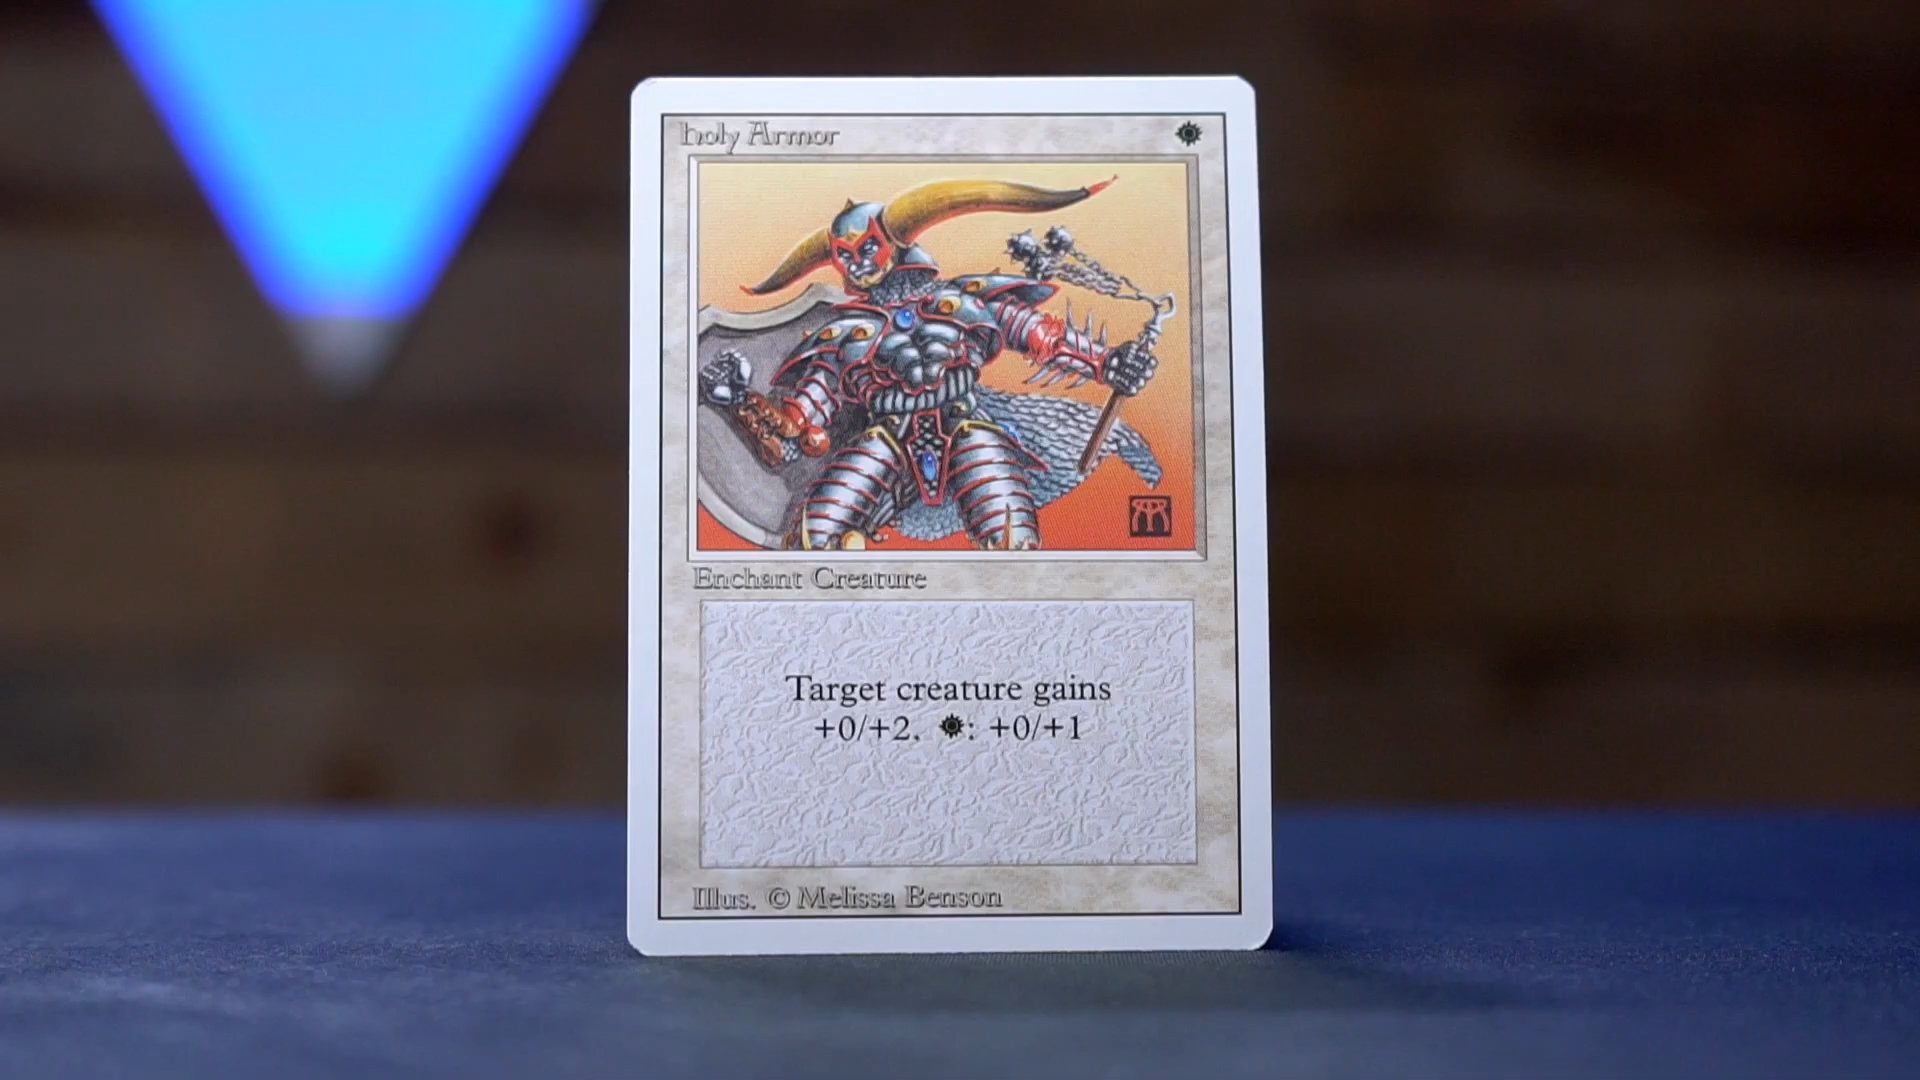 Holy Armor
Enchant Creature
Target creature gains
+0/+2. : +0/+1
Illus. © Melissa Benson